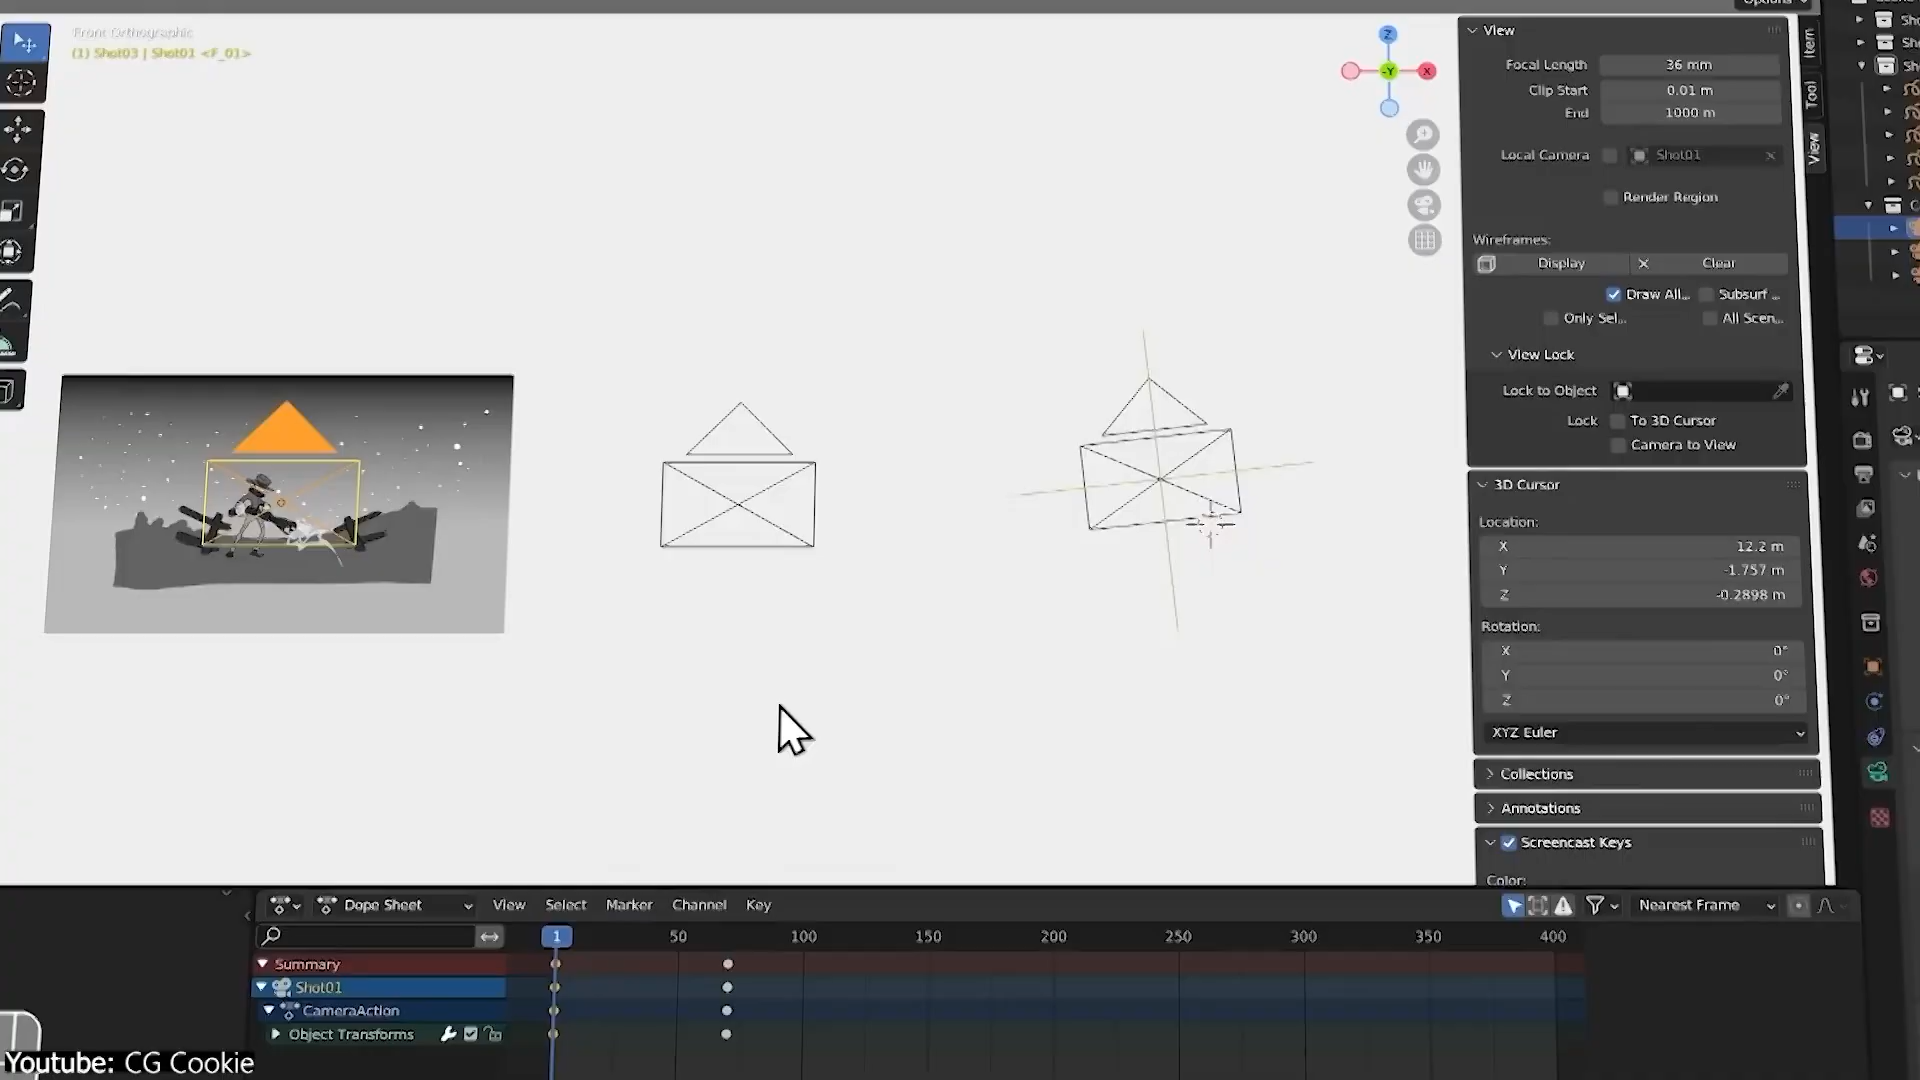 Options
Front Orthographic
(1) Shot03 | Shot01 <F_01>
Z
-Y
X
View
Focal Length 36 mm
Clip Start 0.01 m
End 1000 m
Local Camera Shot01
Render Region
Wireframes:
Display Clear
Draw All... Subsurf ...
Only Sel... All Scen...
View Lock
Lock to Object
Lock To 3D Cursor
Camera to View
3D Cursor
Location:
X 12.2 m
Y -1.757 m
Z -0.2898 m
Rotation:
X 0°
Y 0°
Z 0°
XYZ Euler
Collections
Annotations
Screencast Keys
Color:
Item
Tool
View
Dope Sheet View Select Marker Channel Key Nearest Frame
1 50 100 150 200 250 300 350 400
Summary
Shot01
CameraAction
Object Transforms
Youtube: CG Cookie